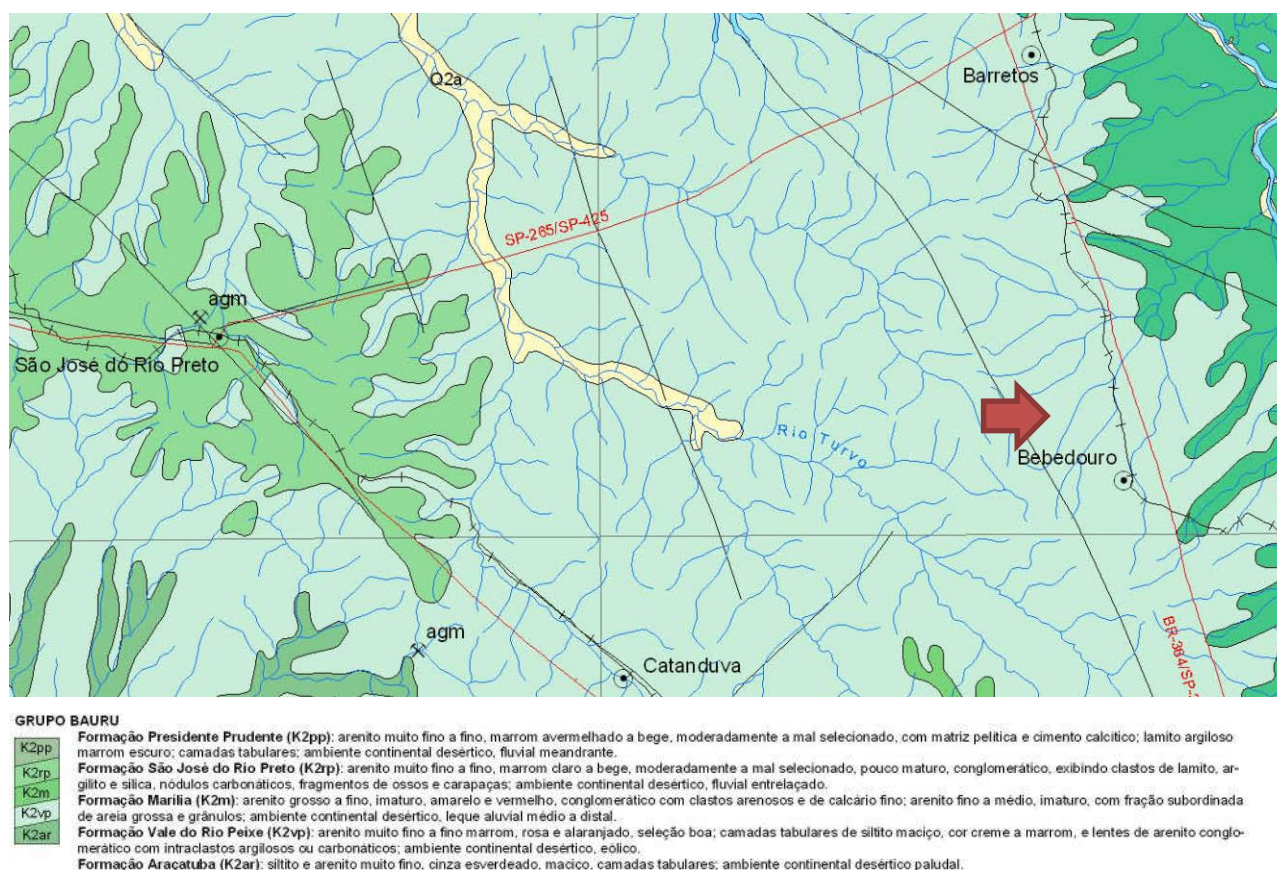 Q2a
Barretos
SP-265/SP-425
agm
São José do Rio Preto
Rio Turvo
Bebedouro
agm
Catanduva
GRUPO BAURU
K2pp
K2rp
K2m
K2vp
K2ar
Formação Presidente Prudente (K2pp): arenito muito fino a fino, marrom avermelhado a bege, moderadamente a mal selecionado, com matriz pelítica e cimento calcítico; lamito argiloso
marrom escuro; camadas tabulares; ambiente continental desértico, fluvial meandrante.
Formação São José do Rio Preto (K2rp): arenito muito fino a fino, marrom claro a bege, moderadamente a mal selecionado, pouco maturo, conglomerático, exibindo clastos de lamito, ar-
gilito e sílica, nódulos carbonáticos, fragmentos de ossos e carapaças; ambiente continental desértico, fluvial entrelaçado.
Formação Marília (K2m): arenito grosso a fino, imaturo, amarelo e vermelho, conglomerático com clastos arenosos e de calcário fino; arenito fino a médio, imaturo, com fração subordinada
de areia grossa e grânulos; ambiente continental desértico, leque aluvial médio a distal.
Formação Vale do Rio Peixe (K2vp): arenito muito fino a fino marrom, rosa e alaranjado, seleção boa; camadas tabulares de siltito maciço, cor creme a marrom, e lentes de arenito conglo-
merático com intraclastos argilosos ou carbonáticos; ambiente continental desértico, eólico.
Formação Araçatuba (K2ar): siltito e arenito muito fino, cinza esverdeado, maciço, camadas tabulares; ambiente continental desértico paludal.